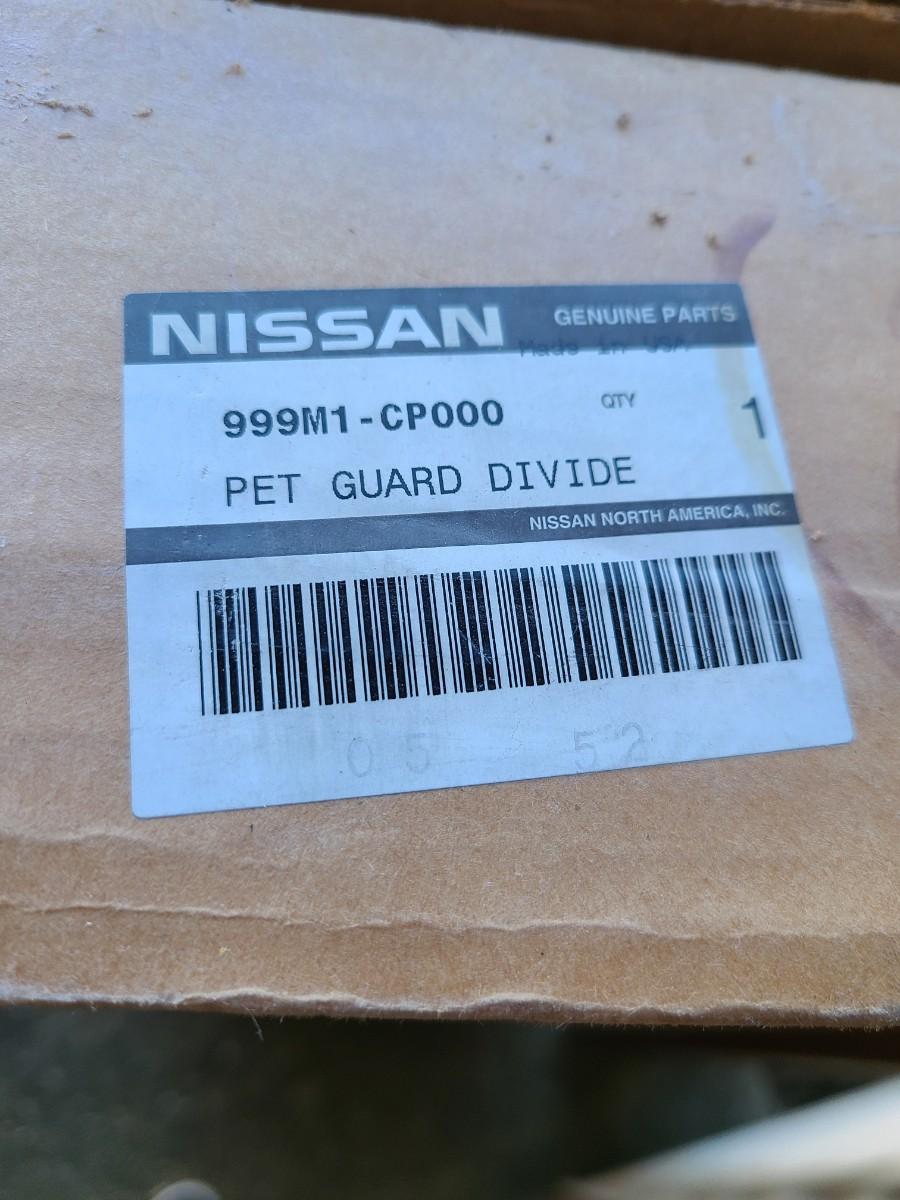 NISSAN
GENUINE PARTS
Made in USA
999M1-CP000
QTY
1
PET GUARD DIVIDE
NISSAN NORTH AMERICA, INC.
05 52